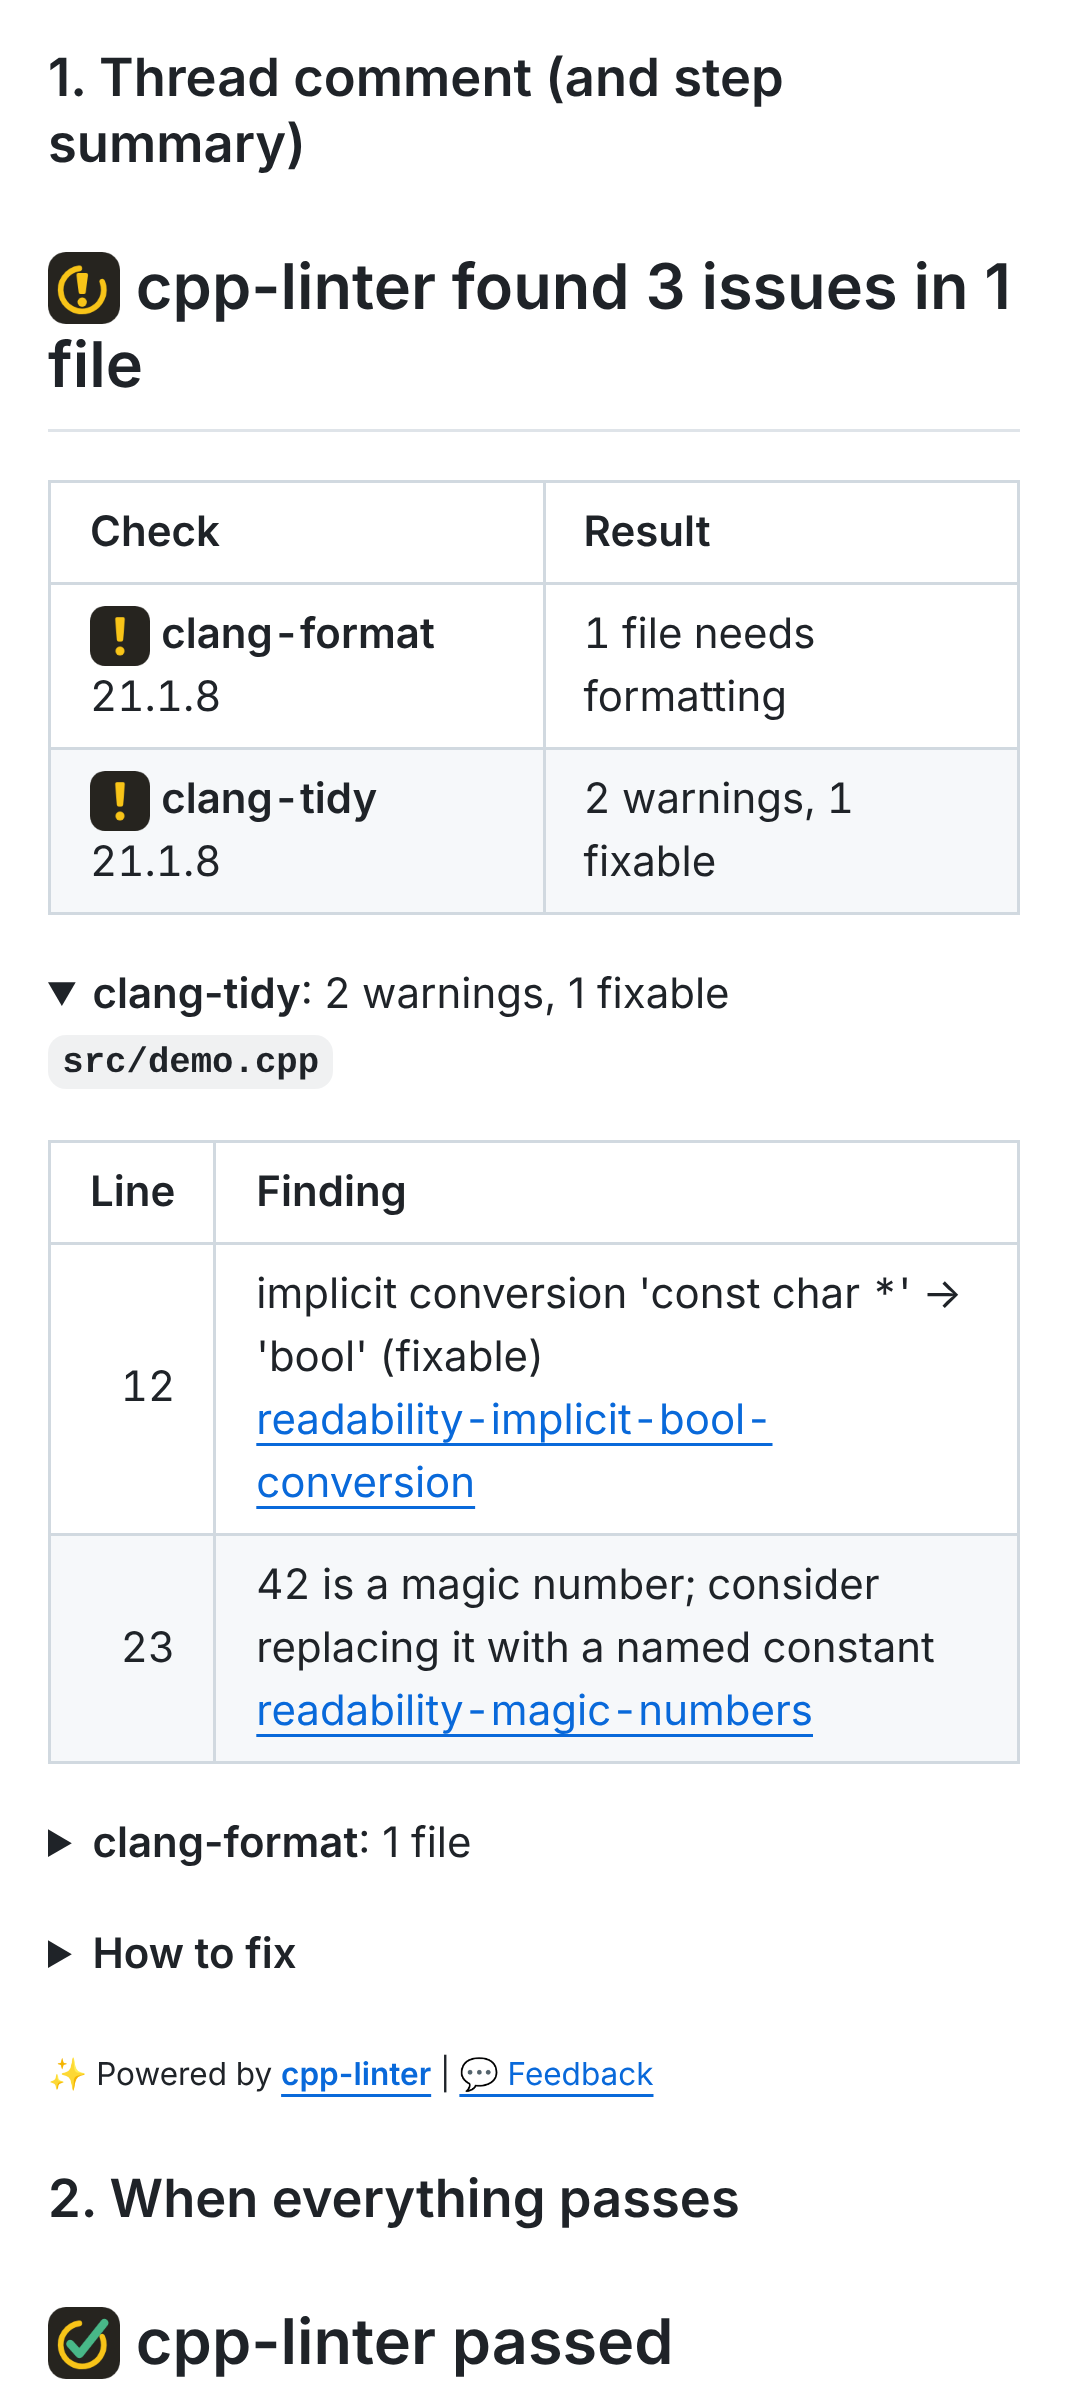 1. Thread comment (and step
summary)
cpp-linter found 3 issues in 1
file
Check
Result
clang-format
21.1.8
1 file needs
formatting
clang-tidy
21.1.8
2 warnings, 1
fixable
▼ clang-tidy: 2 warnings, 1 fixable
src/demo.cpp
Line
Finding
12
implicit conversion 'const char *' →
'bool' (fixable)
readability-implicit-bool-
conversion
23
42 is a magic number; consider
replacing it with a named constant
readability-magic-numbers
▶ clang-format: 1 file
▶ How to fix
✨ Powered by cpp-linter | 💬 Feedback
2. When everything passes
cpp-linter passed